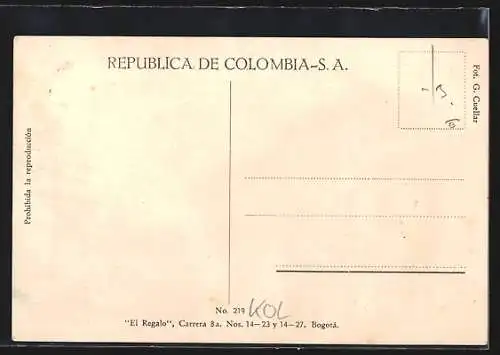 REPUBLICA DE COLOMBIA-S. A.
Fot. G. Cuellar
Prohibida la reproducción
No. 219 KOL
"El Regalo", Carrera 8a. Nos. 14-23 y 14-27. Bogotá.